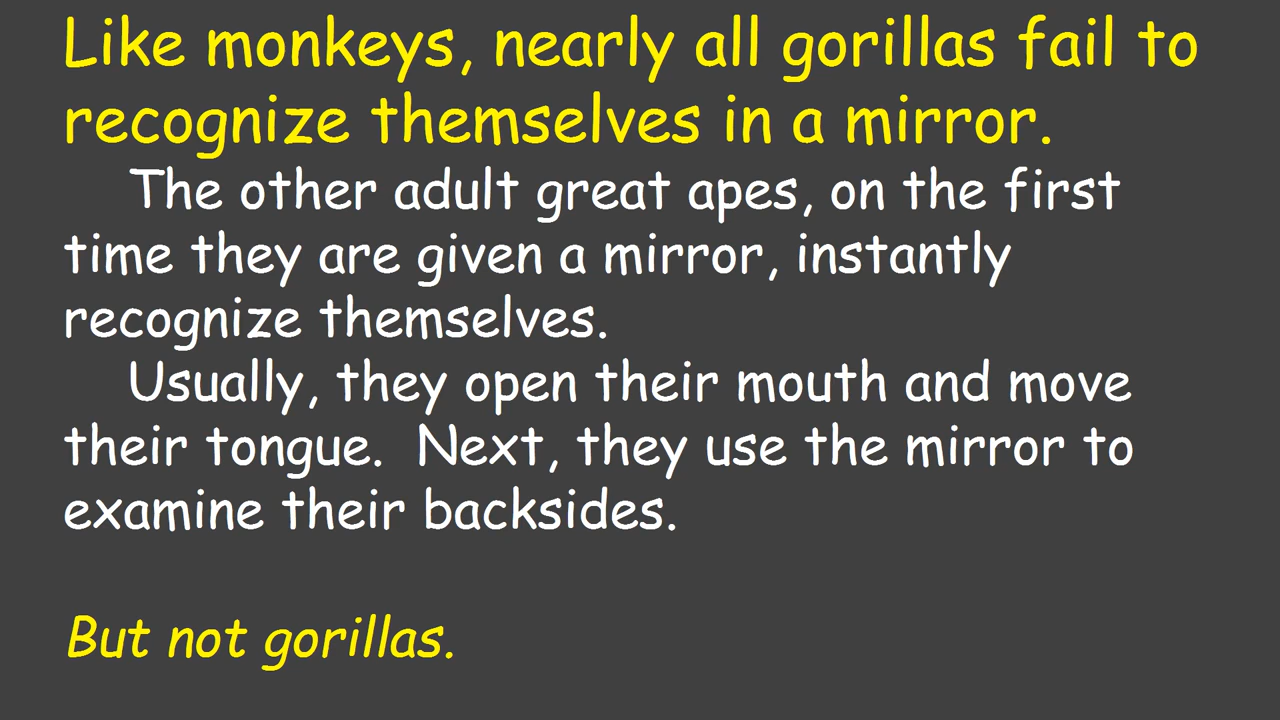 Like monkeys, nearly all gorillas fail to
recognize themselves in a mirror.
The other adult great apes, on the first
time they are given a mirror, instantly
recognize themselves.
Usually, they open their mouth and move
their tongue.  Next, they use the mirror to
examine their backsides.
But not gorillas.